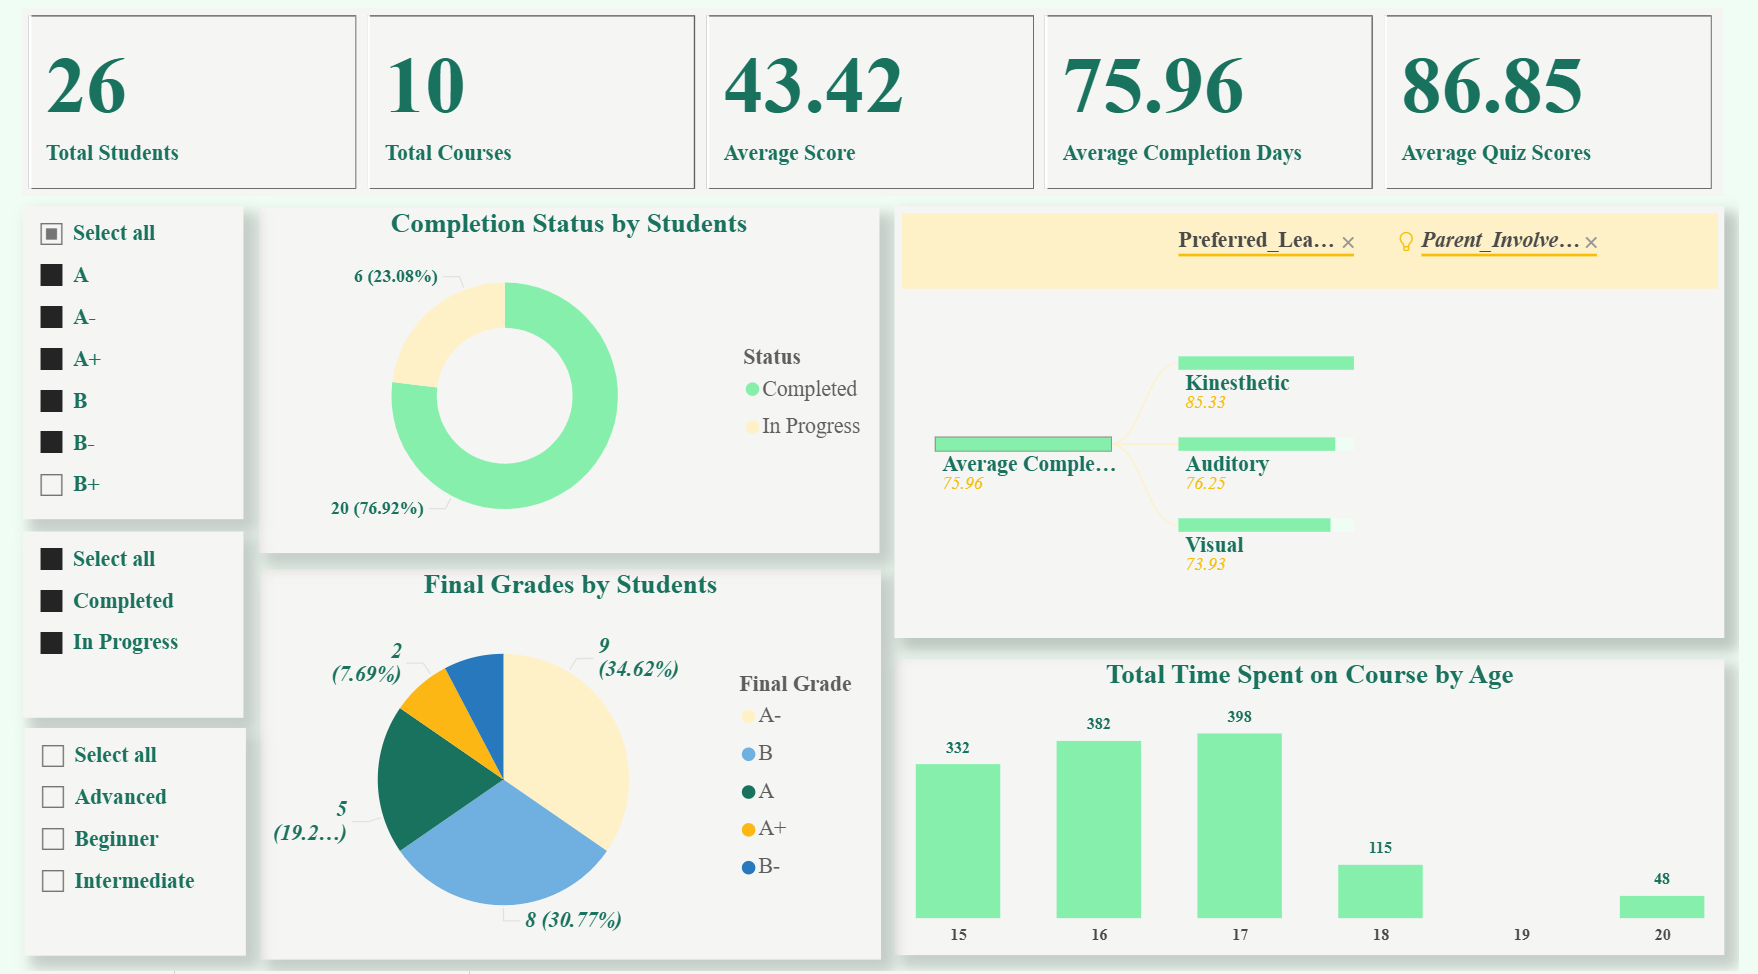 26
Total Students
10
Total Courses
43.42
Average Score
75.96
Average Completion Days
86.85
Average Quiz Scores
Select all
A
A-
A+
B
B-
B+
Select all
Completed
In Progress
Select all
Advanced
Beginner
Intermediate
Completion Status by Students
6 (23.08%)
20 (76.92%)
Status
Completed
In Progress
Final Grades by Students
2
(7.69%)
9
(34.62%)
5
(19.2…)
8 (30.77%)
Final Grade
A-
B
A
A+
B-
Preferred_Lea…
Parent_Involve…
Average Comple…
75.96
Kinesthetic
85.33
Auditory
76.25
Visual
73.93
Total Time Spent on Course by Age
332
382
398
115
48
15
16
17
18
19
20